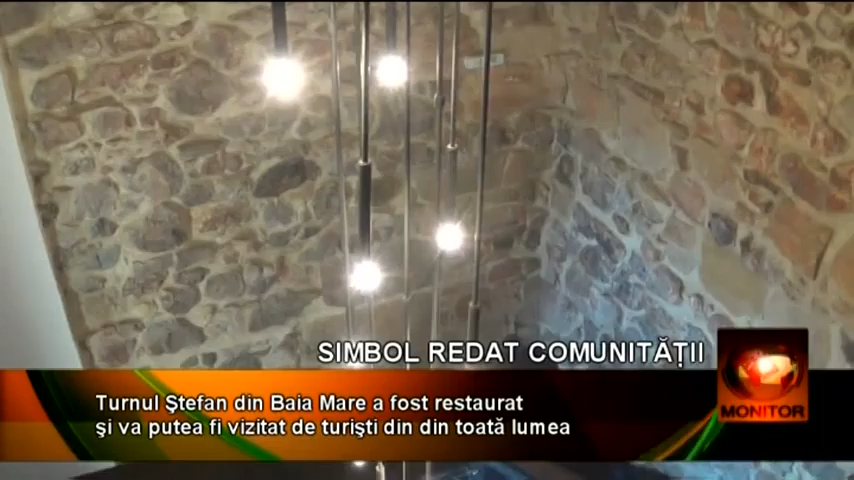 SIMBOL REDAT COMUNITĂȚII
Turnul Ştefan din Baia Mare a fost restaurat
şi va putea fi vizitat de turişti din din toată lumea
MONITOR